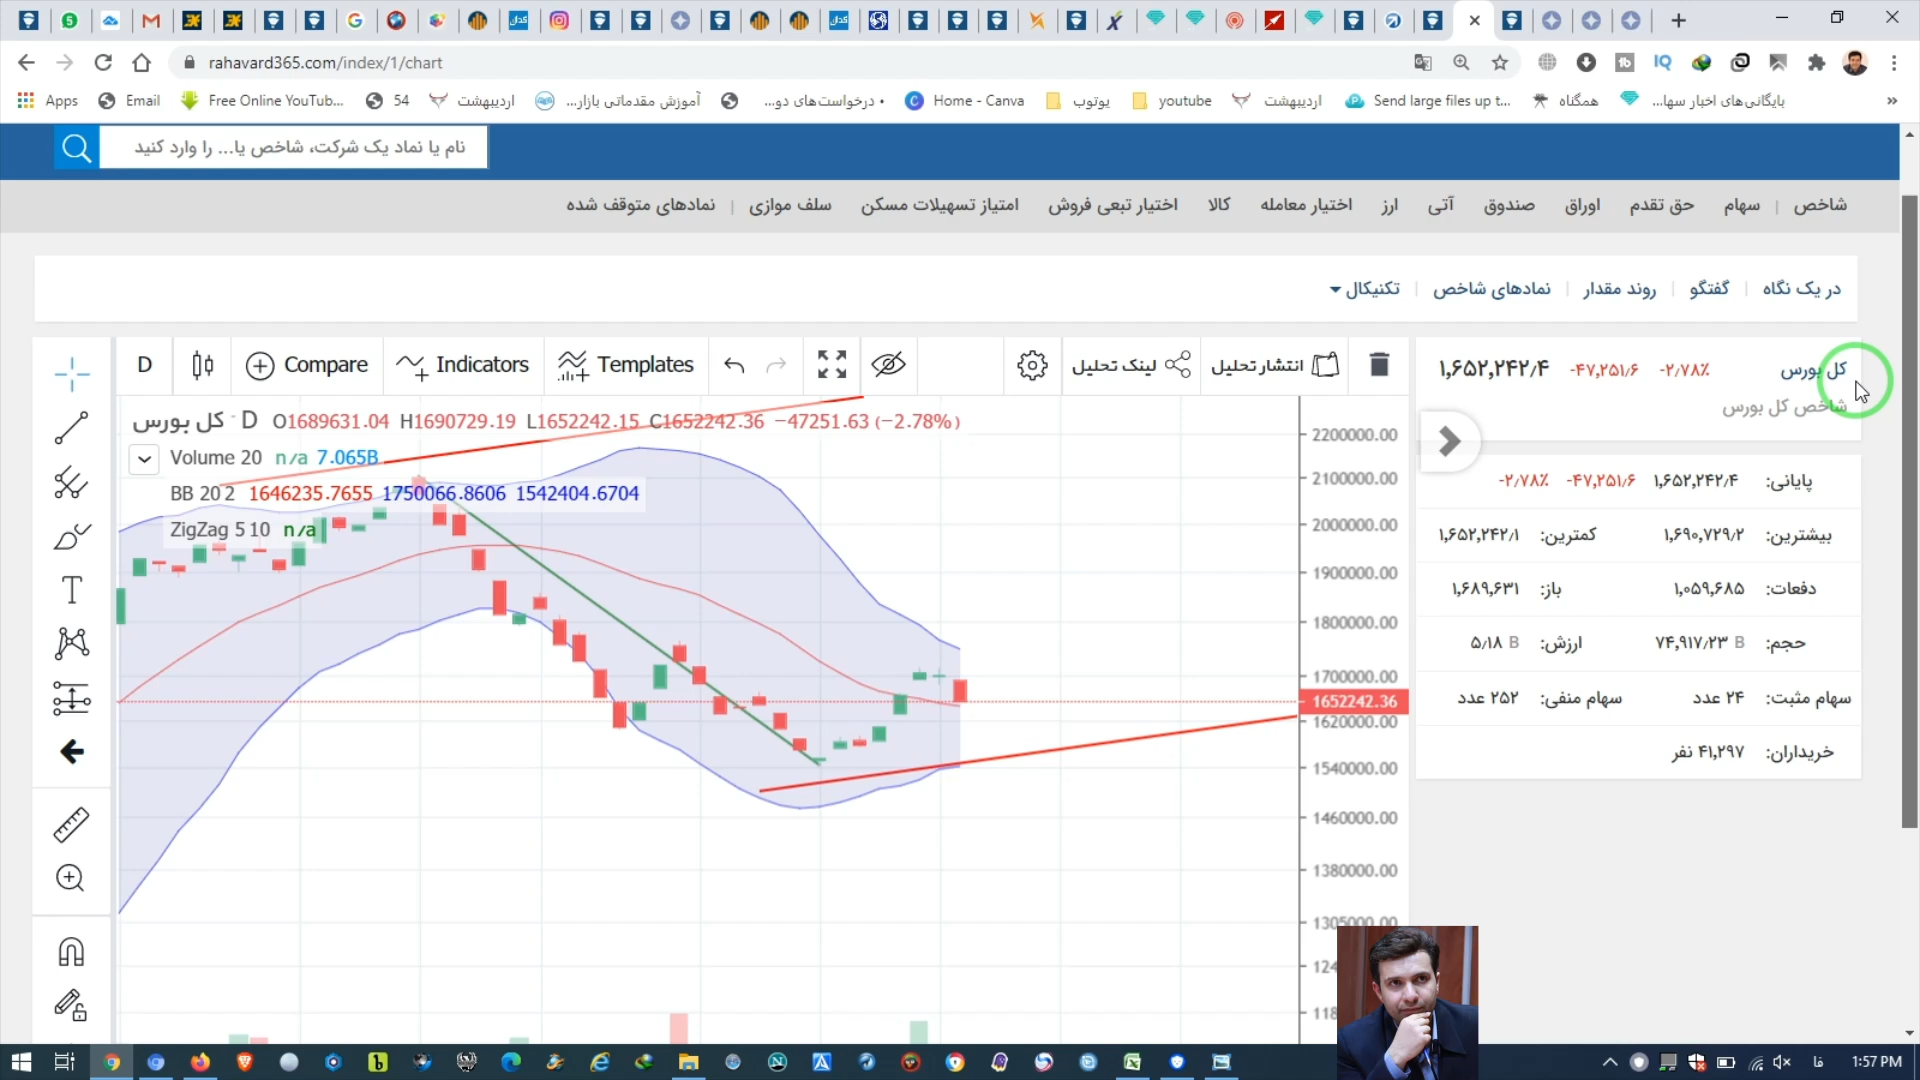 rahavard365.com/index/1/chart
Apps Email Free Online YouTub... 54 اردیبهشت آموزش مقدماتی بازار... درخواست‌های دو... Home - Canva یوتوب youtube اردیبهشت Send large files up t... همگناه بایگانی‌های اخبار سها...
نام یا نماد یک شرکت، شاخص یا... را وارد کنید
شاخص | سهام حق تقدم اوراق صندوق آتی ارز اختیار معامله کالا اختیار تبعی فروش امتیاز تسهیلات مسکن سلف موازی | نمادهای متوقف شده
در یک نگاه گفتگو روند مقدار نمادهای شاخص تکنیکال
D Compare Indicators Templates لینک تحلیل انتشار تحلیل
کل بورس -۲٫۷۸٪ -۴۷,۲۵۱٫۶ ۱,۶۵۲,۲۴۲٫۴
شاخص کل بورس
کل بورس - D O1689631.04 H1690729.19 L1652242.15 C1652242.36 −47251.63 (−2.78%)
Volume 20 n/a 7.065B
BB 20 2 1646235.7655 1750066.8606 1542404.6704
ZigZag 5 10 n/a
2200000.00
2100000.00
2000000.00
1900000.00
1800000.00
1700000.00
1652242.36
1620000.00
1540000.00
1460000.00
1380000.00
1305000.00
پایانی: ۱,۶۵۲,۲۴۲٫۴ -۴۷,۲۵۱٫۶ -۲٫۷۸٪
بیشترین: ۱,۶۹۰,۷۲۹٫۲ کمترین: ۱,۶۵۲,۲۴۲٫۱
دفعات: ۱,۰۵۹,۶۸۵ باز: ۱,۶۸۹,۶۳۱
حجم: ۷۴,۹۱۷٫۲۳ B ارزش: ۵٫۱۸ B
سهام مثبت: ۲۴ عدد سهام منفی: ۲۵۲ عدد
خریداران: ۴۱,۲۹۷ نفر
فا 1:57 PM